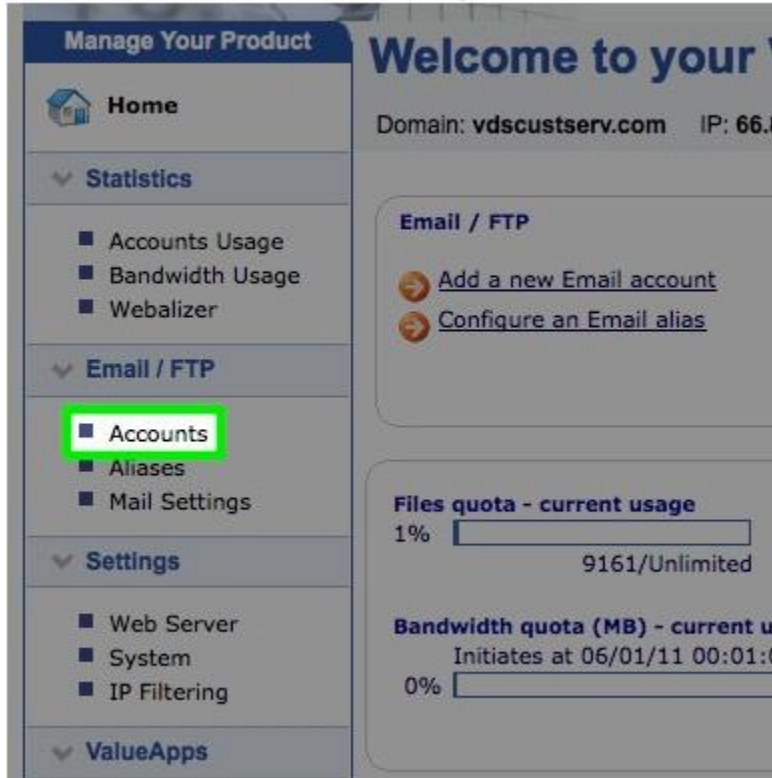 Manage Your Product
Home
Statistics
Accounts Usage
Bandwidth Usage
Webalizer
Email / FTP
Accounts
Aliases
Mail Settings
Settings
Web Server
System
IP Filtering
ValueApps
Welcome to your
Domain: vdscustserv.com IP: 66.
Email / FTP
Add a new Email account
Configure an Email alias
Files quota - current usage
1%
9161/Unlimited
Bandwidth quota (MB) - current
Initiates at 06/01/11 00:01:
0%